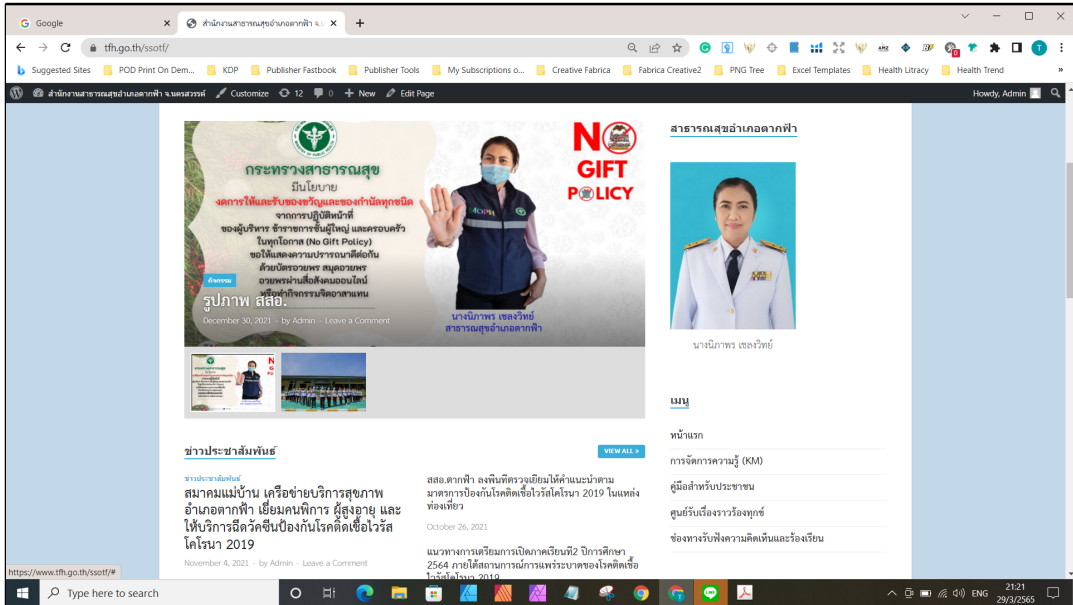 Google
สำนักงานสาธารณสุขอำเภอตากฟ้า จ.น
tfh.go.th/ssotf/
Suggested Sites
POD Print On Dem...
KDP
Publisher Fastbook
Publisher Tools
My Subscriptions o...
Creative Fabrica
Fabrica Creative2
PNG Tree
Excel Templates
Health Litracy
Health Trend
»
สำนักงานสาธารณสุขอำเภอตากฟ้า จ.นครสวรรค์
Customize
12
0
+ New
Edit Page
Howdy, Admin
กระทรวงสาธารณสุข
มีนโยบาย
งดการให้และรับของขวัญและของกำนัลทุกชนิด
จากการปฏิบัติหน้าที่
ของผู้บริหาร ข้าราชการชั้นผู้ใหญ่ และครอบครัว
ในทุกโอกาส (No Gift Policy)
ขอให้แสดงความปรารถนาดีต่อกัน
ด้วยบัตรอวยพร สมุดอวยพร
อวยพรผ่านสื่อสังคมออนไลน์
หรือทำกิจกรรมจิตอาสาแทน
กิจกรรม
รูปภาพ สสอ.
December 30, 2021 - by Admin - Leave a Comment
MOPH
NO
GIFT
POLICY
นางนิภาพร เชลงวิทย์
สาธารณสุขอำเภอตากฟ้า
สาธารณสุขอำเภอตากฟ้า
นางนิภาพร เชลงวิทย์
เมนู
หน้าแรก
การจัดการความรู้ (KM)
คู่มือสำหรับประชาชน
ศูนย์รับเรื่องราวร้องทุกข์
ช่องทางรับฟังความคิดเห็นและร้องเรียน
ข่าวประชาสัมพันธ์
VIEW ALL »
ข่าวประชาสัมพันธ์
สมาคมแม่บ้าน เครือข่ายบริการสุขภาพ
อำเภอตากฟ้า เยี่ยมคนพิการ ผู้สูงอายุ และ
ให้บริการฉีดวัคซีนป้องกันโรคติดเชื้อไวรัส
โคโรนา 2019
November 4, 2021 - by Admin - Leave a Comment
สสอ.ตากฟ้า ลงพื้นที่ตรวจเยี่ยมให้คำแนะนำตาม
มาตรการป้องกันโรคติดเชื้อไวรัสโคโรนา 2019 ในแหล่ง
ท่องเที่ยว
October 26, 2021
แนวทางการเตรียมการเปิดภาคเรียนที่2 ปีการศึกษา
2564 ภายใต้สถานการณ์การแพร่ระบาดของโรคติดเชื้อ
ไวรัสโคโรนา 2019
https://www.tfh.go.th/ssotf/#
Type here to search
ENG
21:21
29/3/2565